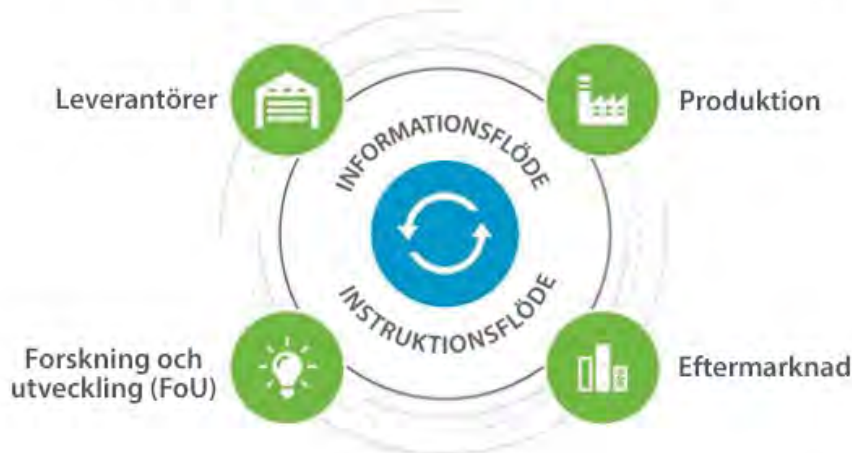 Leverantörer
Produktion
INFORMATIONSFLÖDE
INSTRUKTIONSFLÖDE
Forskning och
utveckling (FoU)
Eftermarknad